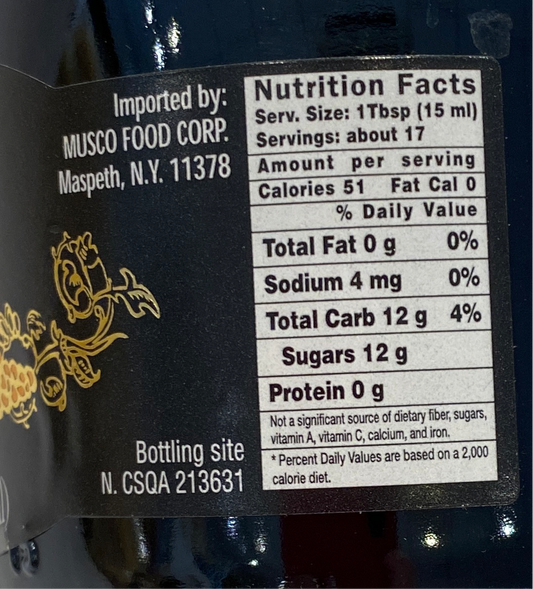 Imported by:
MUSCO FOOD CORP.
Maspeth, N.Y. 11378
Bottling site
N. CSQA 213631
Nutrition Facts
Serv. Size: 1Tbsp (15 ml)
Servings: about 17
Amount per serving
Calories 51 Fat Cal 0
% Daily Value
Total Fat 0 g 0%
Sodium 4 mg 0%
Total Carb 12 g 4%
Sugars 12 g
Protein 0 g
Not a significant source of dietary fiber, sugars,
vitamin A, vitamin C, calcium, and iron.
* Percent Daily Values are based on a 2,000
calorie diet.